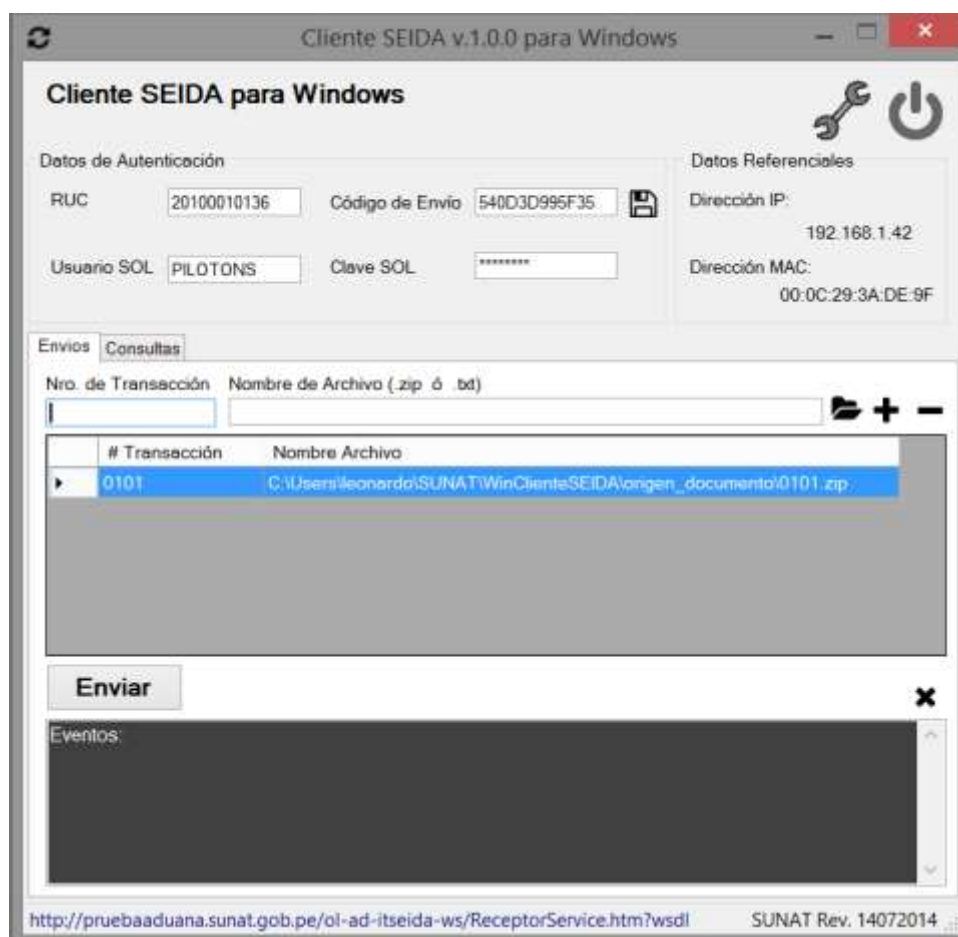 Cliente SEIDA v.1.0.0 para Windows
Cliente SEIDA para Windows
Datos de Autenticación
Datos Referenciales
RUC 20100010136 Código de Envío 540D3D995F35
Dirección IP:
192.168.1.42
Usuario SOL PILOTONS Clave SOL ********
Dirección MAC:
00:0C:29:3A:DE:9F
Envios Consultas
Nro. de Transacción Nombre de Archivo (.zip ó .txt)
# Transacción Nombre Archivo
0101 C:\Users\leonardo\SUNAT\WinClienteSEIDA\origen_documento\0101.zip
Enviar
Eventos:
http://pruebaaduana.sunat.gob.pe/ol-ad-itseida-ws/ReceptorService.htm?wsdl SUNAT Rev. 14072014